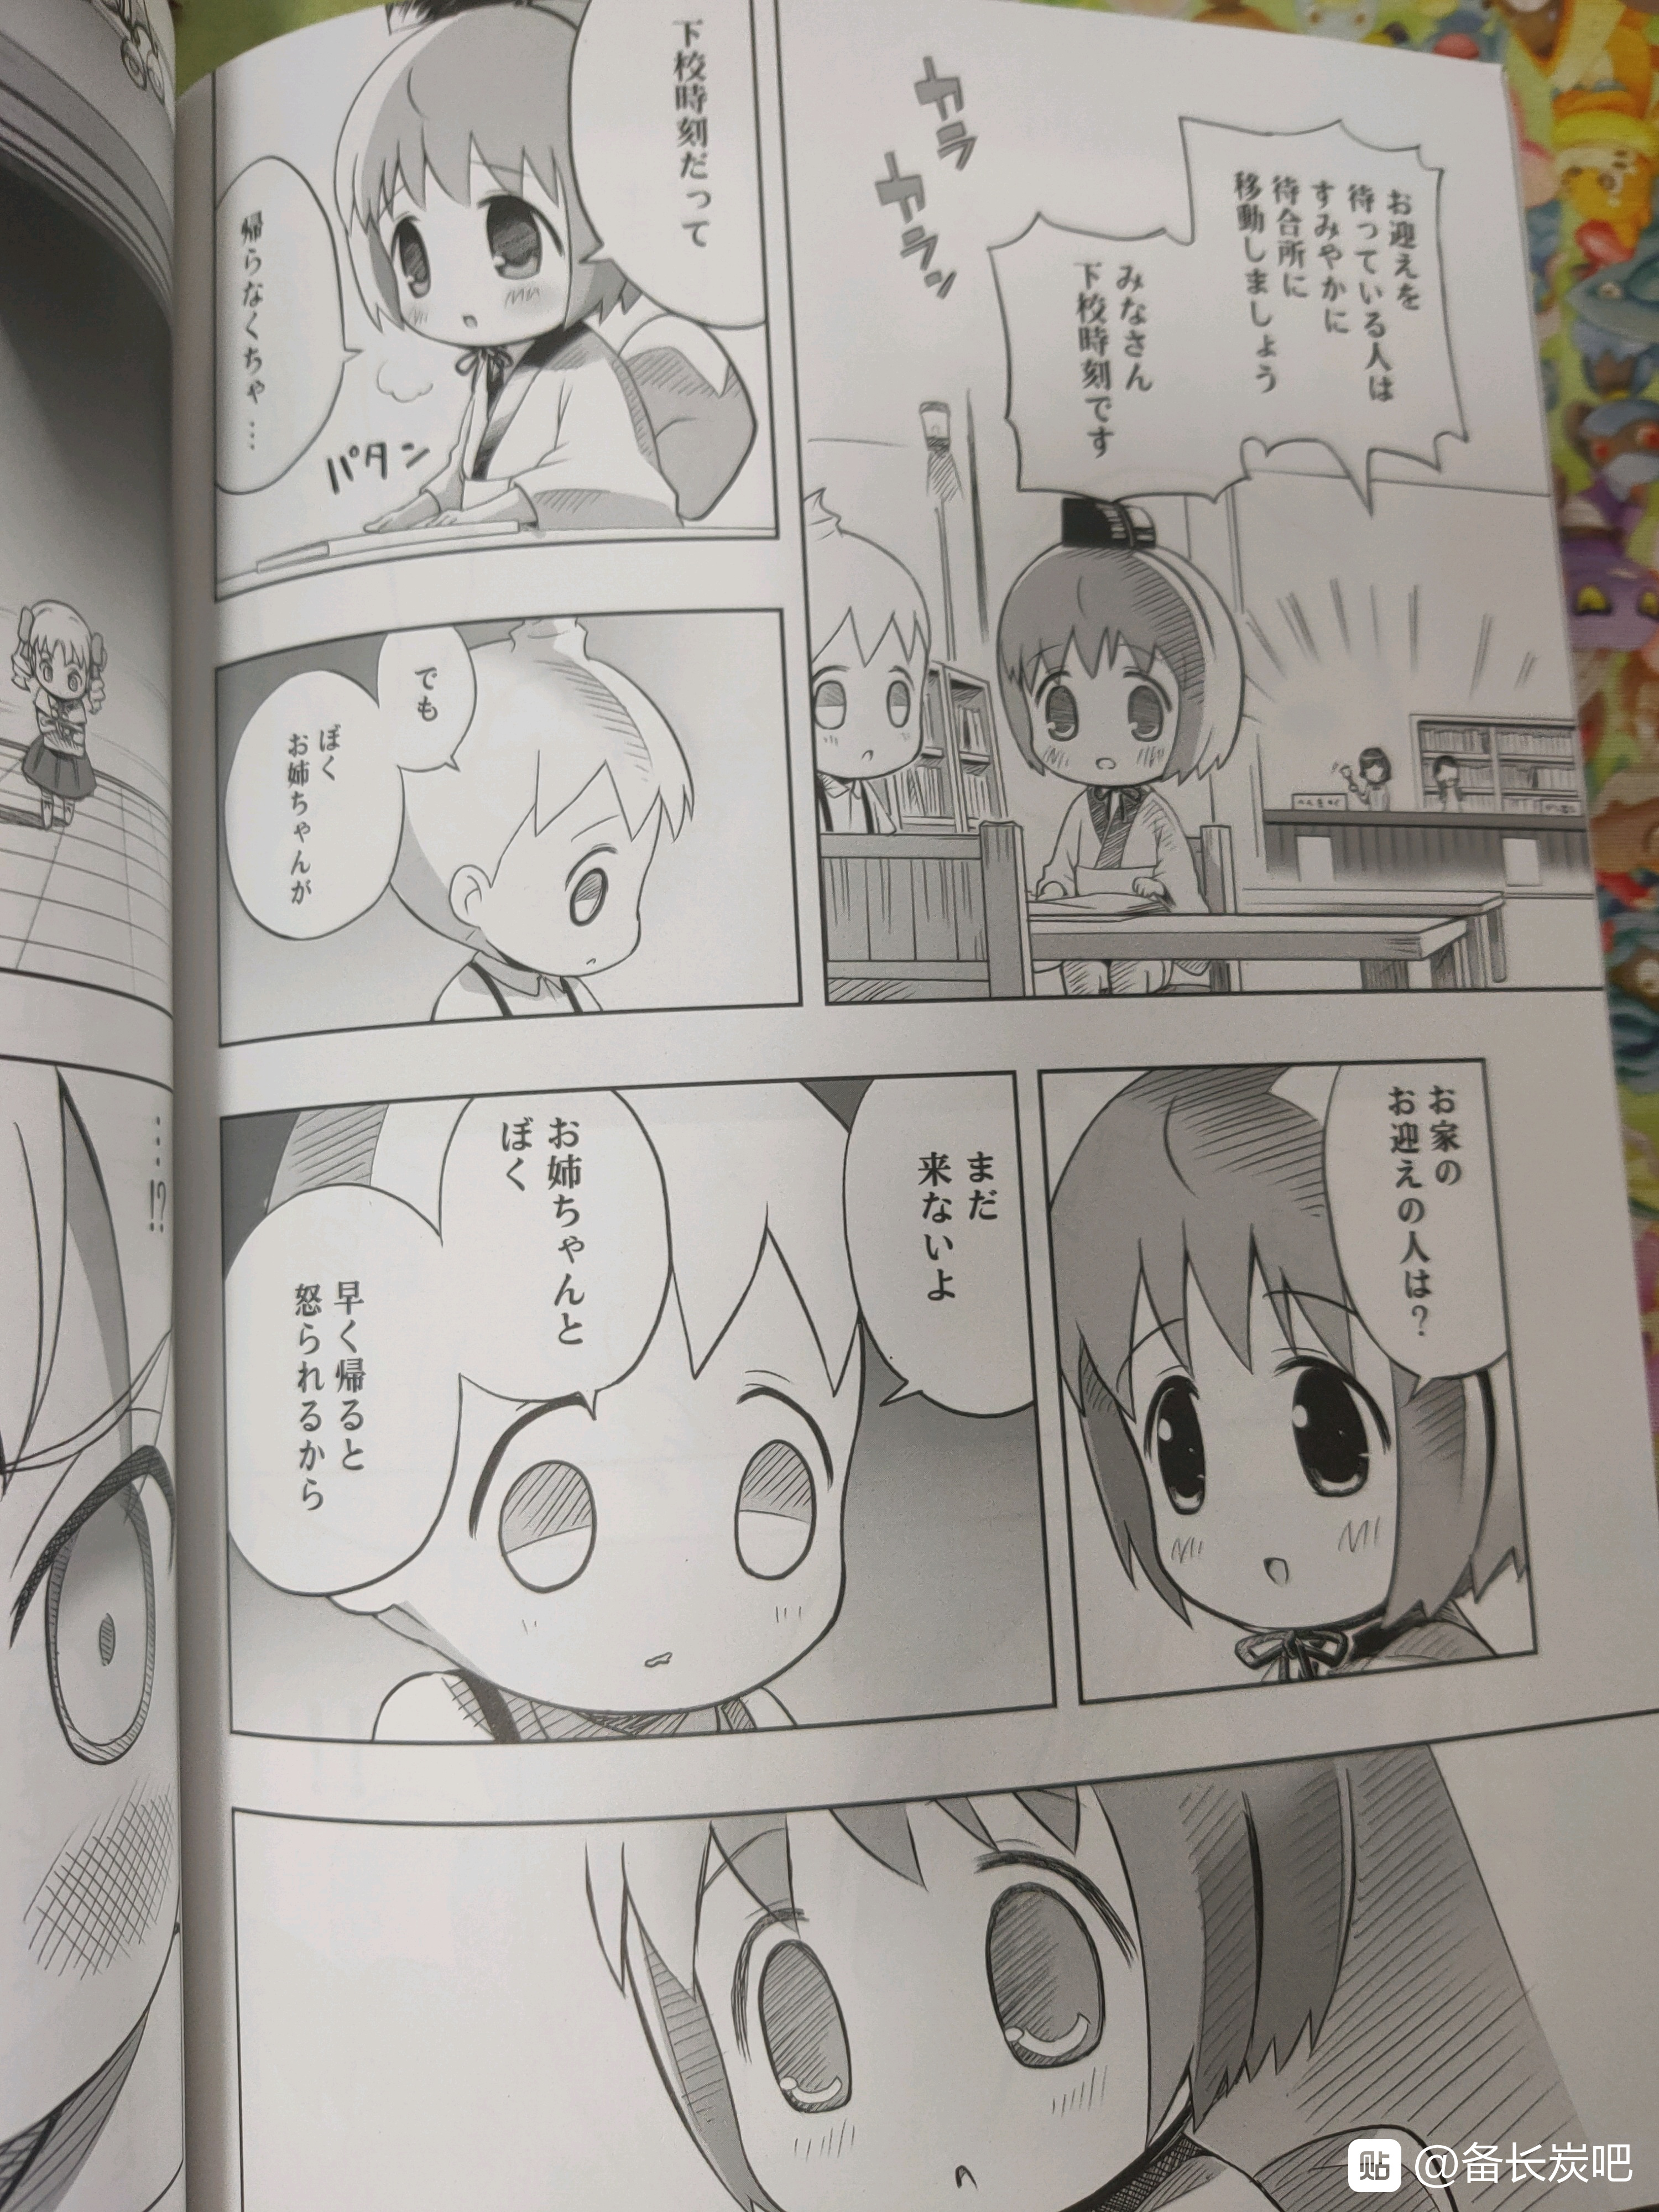 カラ
カラン
お迎えを
待っている人は
すみやかに
待合所に
移動しましょう
みなさん
下校時刻です
下校時刻だって
帰らなくちゃ…
パタン
でも
ぼく
お姉ちゃんが
お家の
お迎えの人は?
まだ
来ないよ
お姉ちゃんと
ぼく
早く帰ると
怒られるから
……!?
贴 @备长炭吧